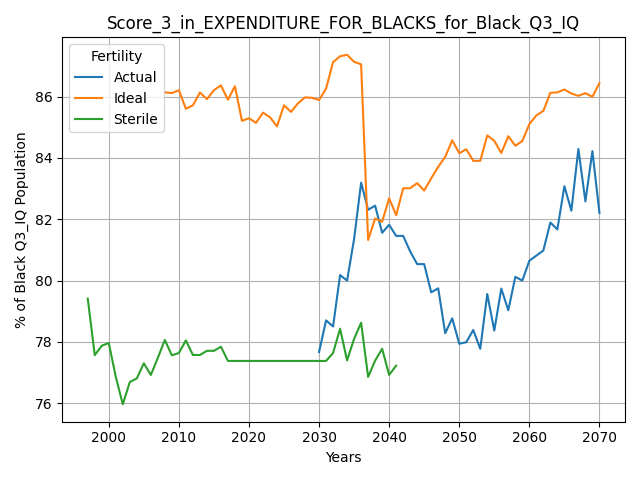 Score_3_in_EXPENDITURE_FOR_BLACKS_for_Black_Q3_IQ
Fertility
Actual
Ideal
Sterile
% of Black Q3_IQ Population
86
84
82
80
78
76
2000 2010 2020 2030 2040 2050 2060 2070
Years